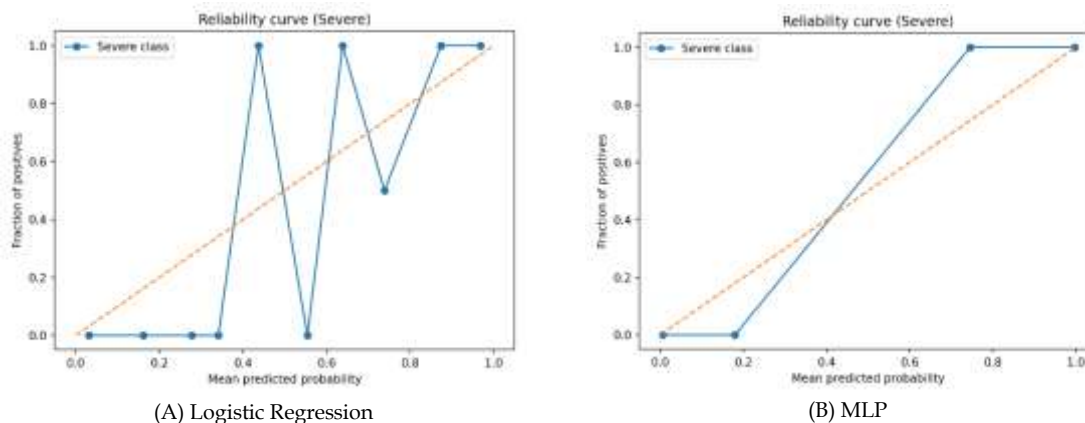 Reliability curve (Severe)
Severe class
Fraction of positives
1.0
0.8
0.6
0.4
0.2
0.0
0.0 0.2 0.4 0.6 0.8 1.0
Mean predicted probability
(A) Logistic Regression
Reliability curve (Severe)
Severe class
Fraction of positives
1.0
0.8
0.6
0.4
0.2
0.0
0.0 0.2 0.4 0.6 0.8 1.0
Mean predicted probability
(B) MLP